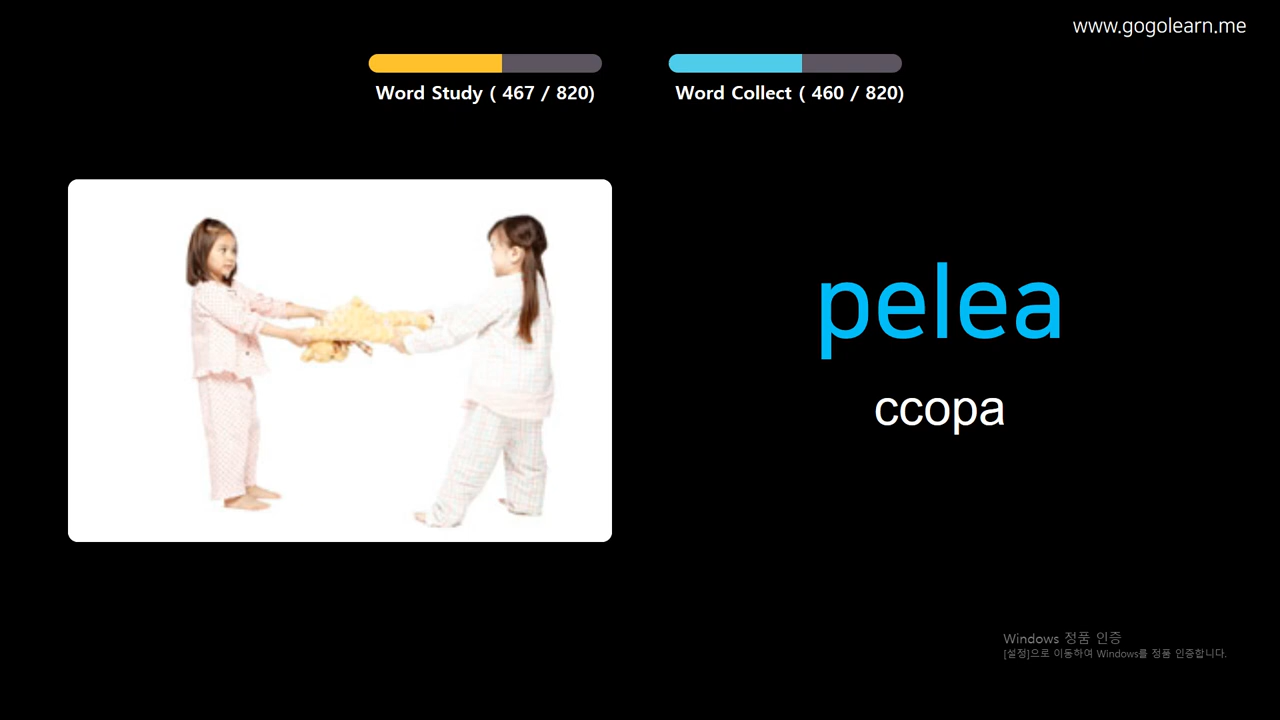 www.gogolearn.me
Word Study ( 467 / 820)
Word Collect ( 460 / 820)
pelea
ссора
Windows 정품 인증
[설정]으로 이동하여 Windows를 정품 인증합니다.